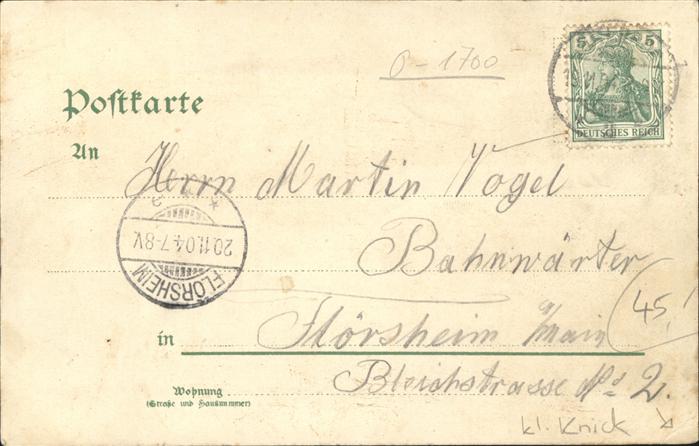 0-1700
5 5
DEUTSCHES REICH
Postkarte
An
Herrn Martin Vogel
Bahnwärter
45,
in Flörsheim a/Main
Bleichstrasse No 2.
Wohnung
(Straße und Hausnummer)
FLÖRSHEIM
20.11.04.7-8V.
kl. Knick